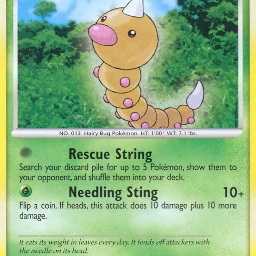 NO. 013 Hairy Bug Pokémon. HT: 1'00" WT: 7.1 lbs.
Rescue String
Search your discard pile for up to 5 Pokémon, show them to
your opponent, and shuffle them into your deck.
Needling Sting 10+
Flip a coin. If heads, this attack does 10 damage plus 10 more
damage.
It eats its weight in leaves every day. It fends off attackers with
the needle on its head.